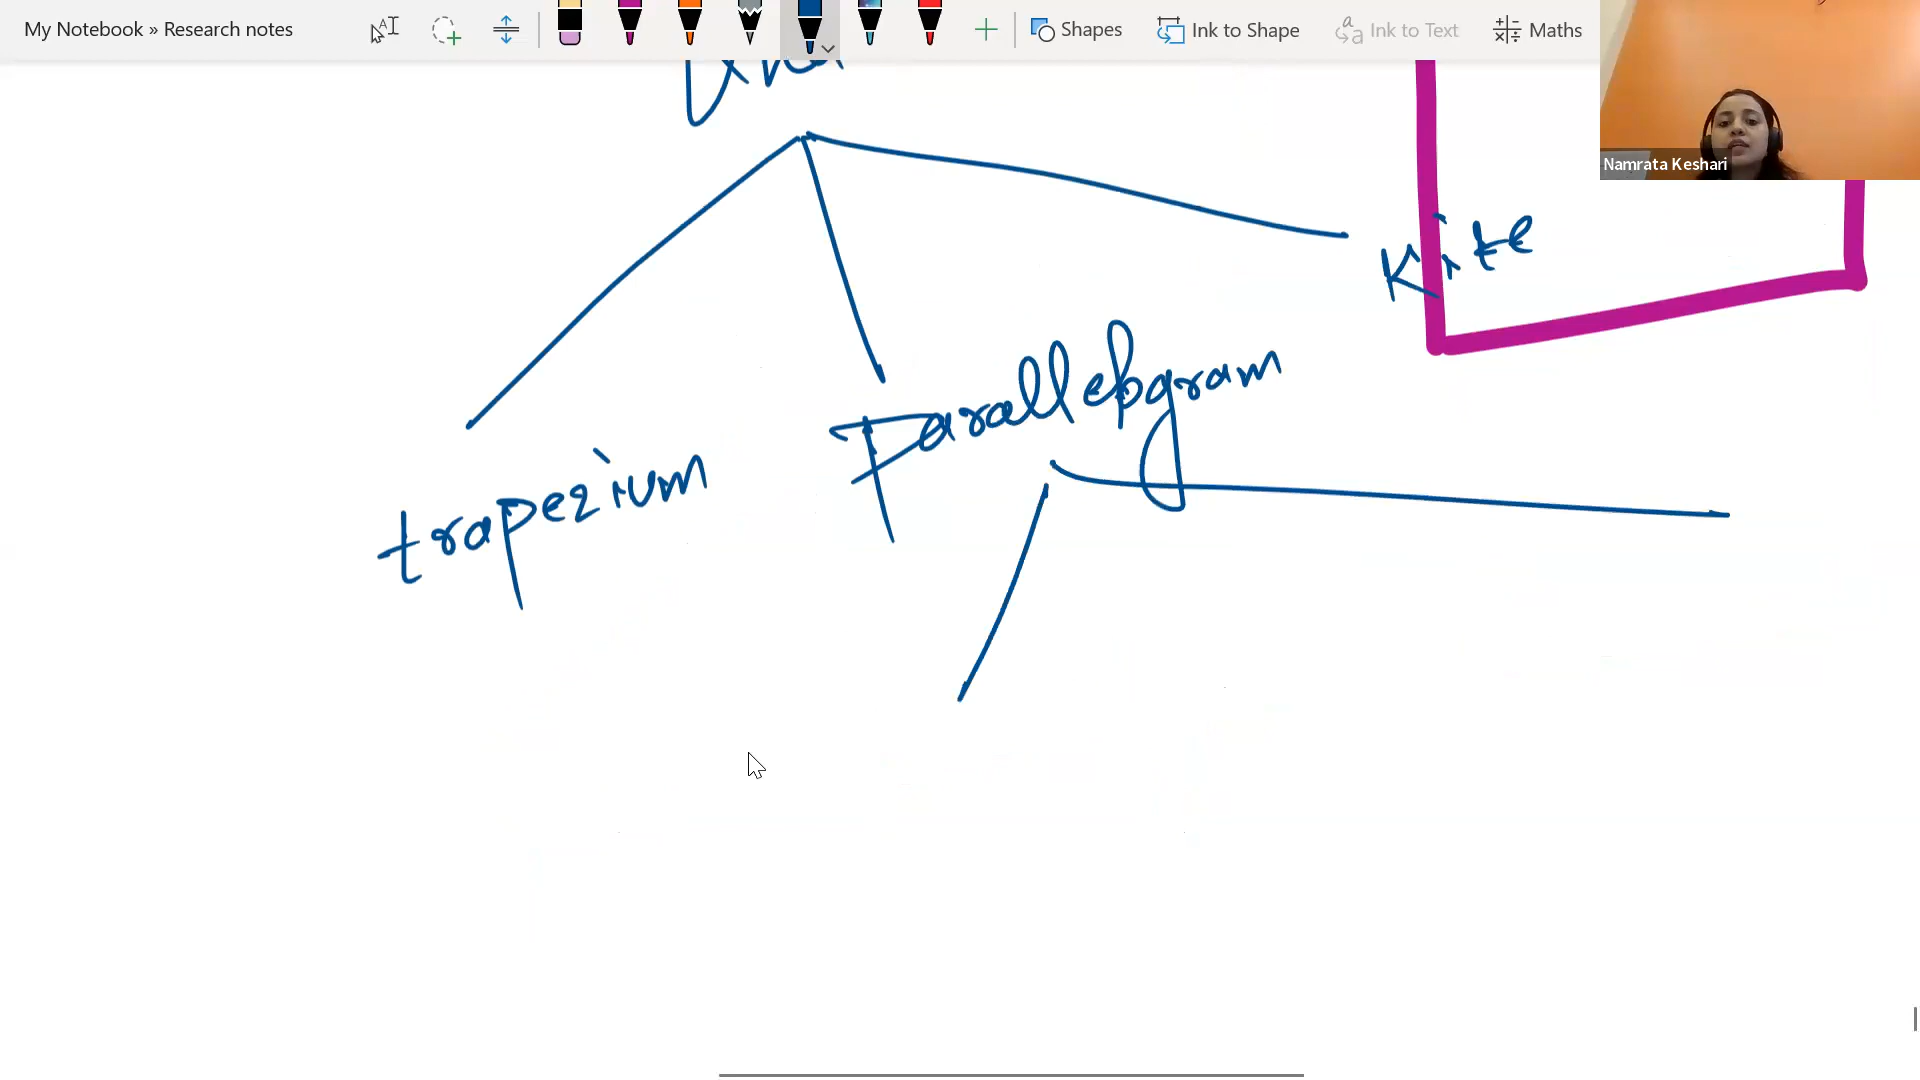 My Notebook » Research notes
Shapes
Ink to Shape
Ink to Text
Maths
Namrata Keshari
Kite
Parallelogram
trapezium